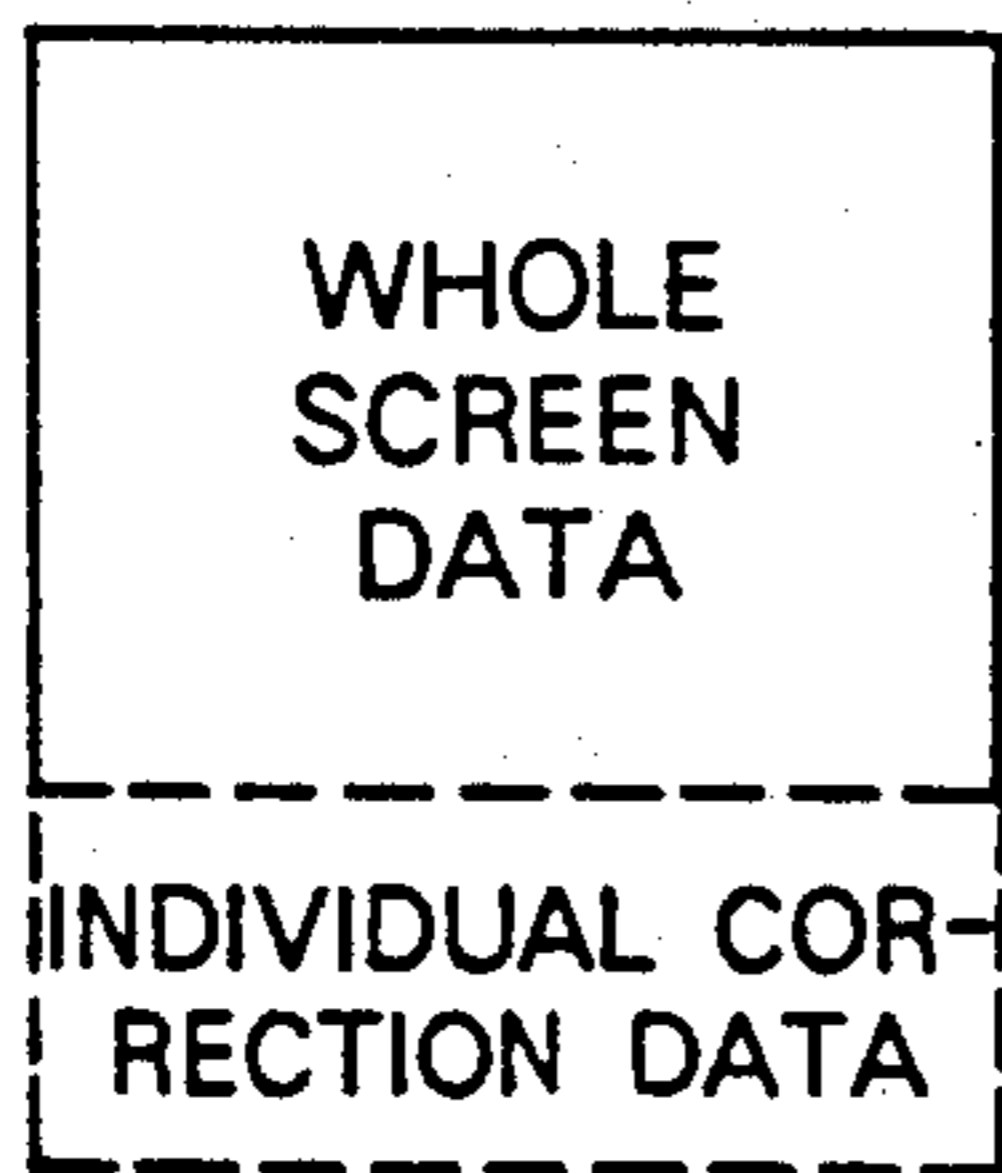 WHOLE
SCREEN
DATA
INDIVIDUAL COR-
RECTION DATA